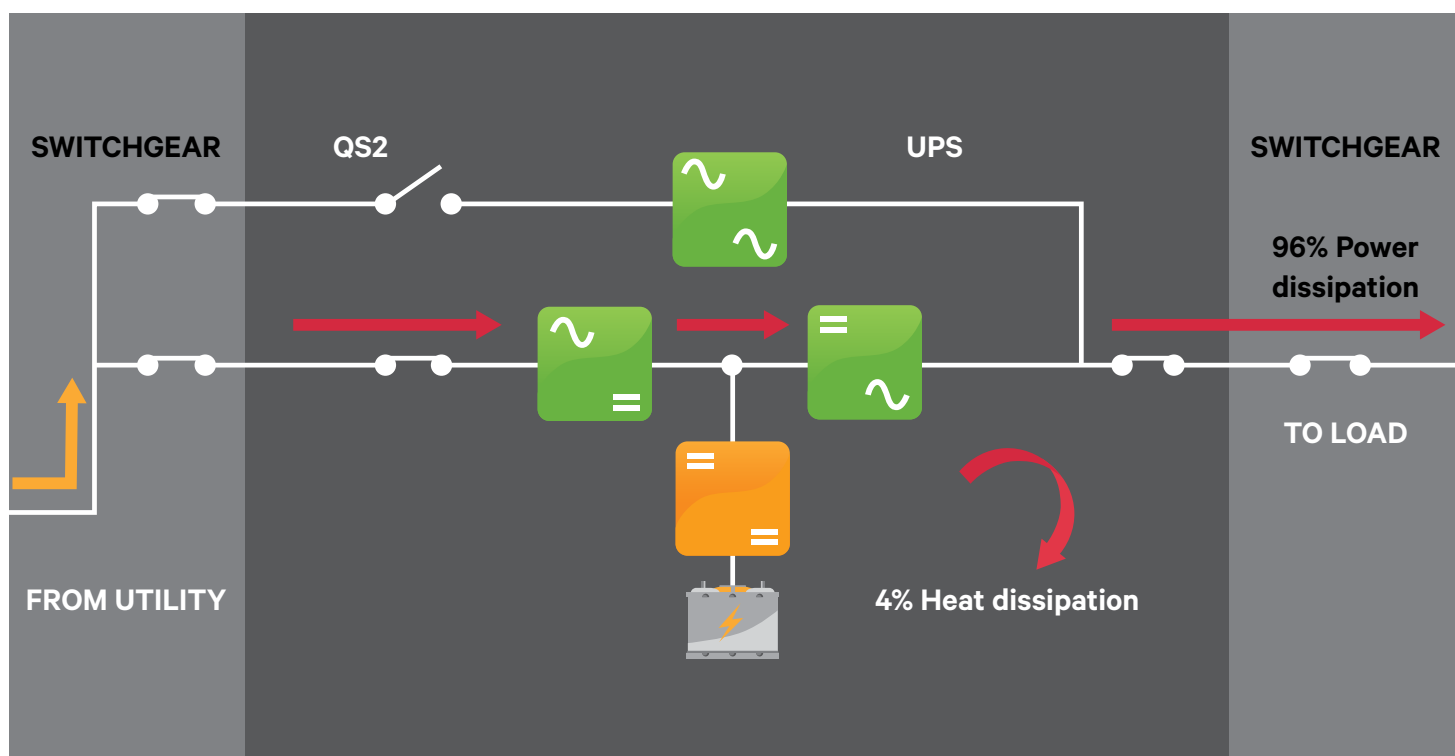 SWITCHGEAR
QS2
UPS
SWITCHGEAR
96% Power
dissipation
TO LOAD
FROM UTILITY
4% Heat dissipation